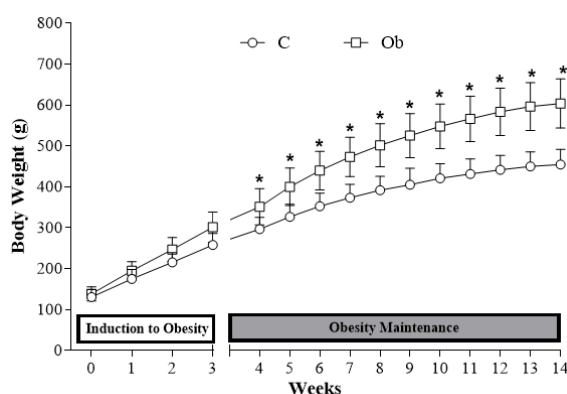 800
C Ob
700
600
500
400
300
200
100
0
Body Weight (g)
* * * * * * * * * * *
Induction to Obesity Obesity Maintenance
0 1 2 3 4 5 6 7 8 9 10 11 12 13 14
Weeks